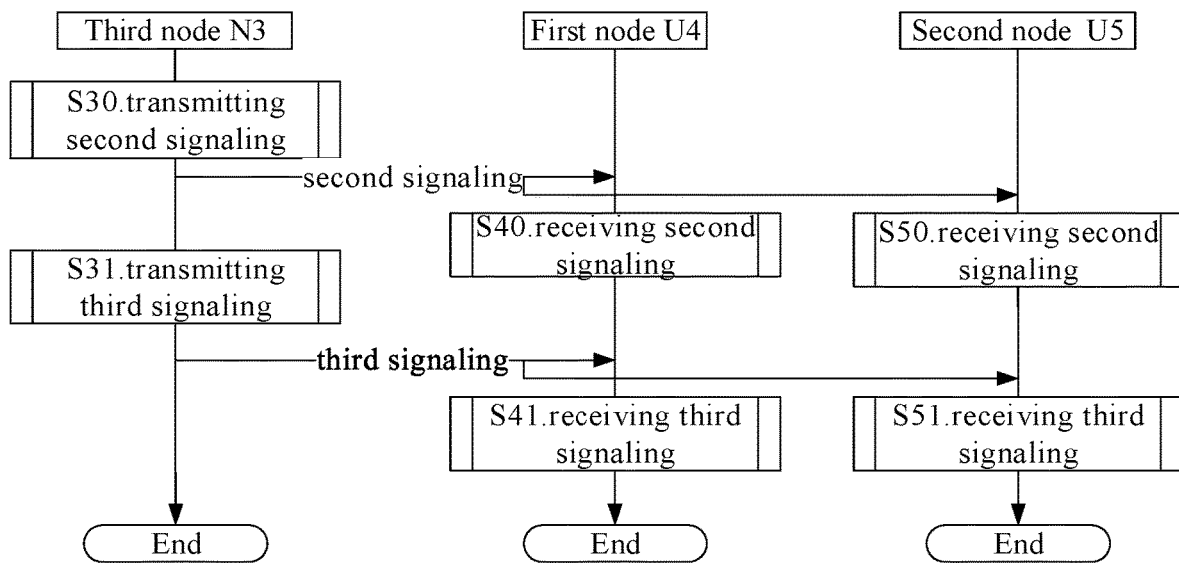 Third node N3
First node U4
Second node U5
S30.transmitting
second signaling
second signaling
S40.receiving second
signaling
S50.receiving second
signaling
S31.transmitting
third signaling
third signaling
S41.receiving third
signaling
S51.receiving third
signaling
End
End
End